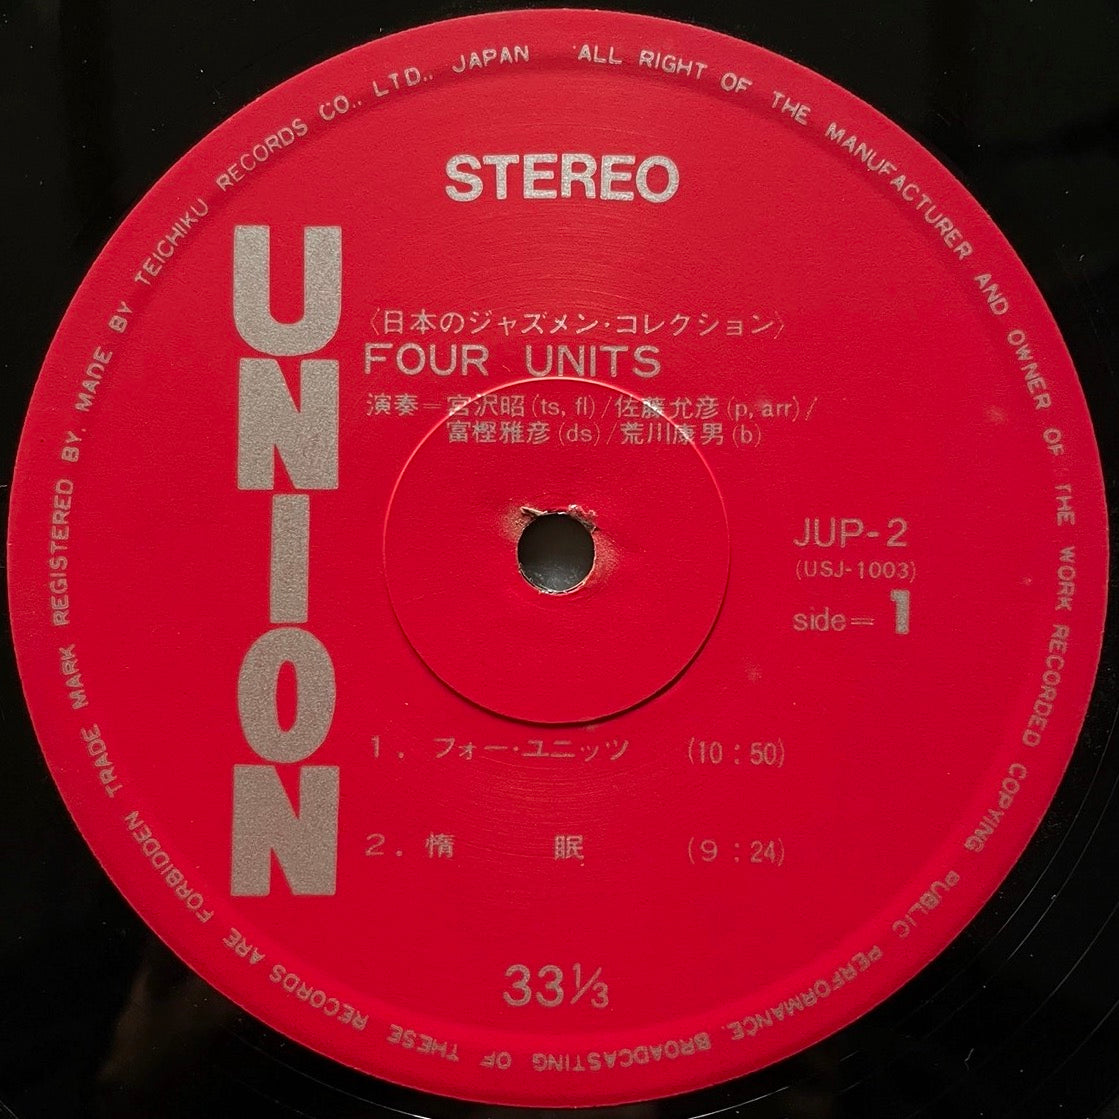 TRADE MARK REGISTERED BY, MADE BY TEICHIKU RECORDS CO., LTD., JAPAN
ALL RIGHT OF THE MANUFACTURER AND OWNER OF THE WORK RECORDED COPYING PUBLIC PERFORMANCE, BROADCASTING OF THESE RECORDS ARE FORBIDDEN
STEREO
UNION
〈日本のジャズメン・コレクション〉
FOUR UNITS
演奏=宮沢昭(ts, fl)/佐藤允彦(p, arr)/
富樫雅彦(ds)/荒川康男(b)
JUP-2
(USJ-1003)
side=1
1. フォー・ユニッツ (10:50)
2. 惰 眠 (9:24)
33⅓